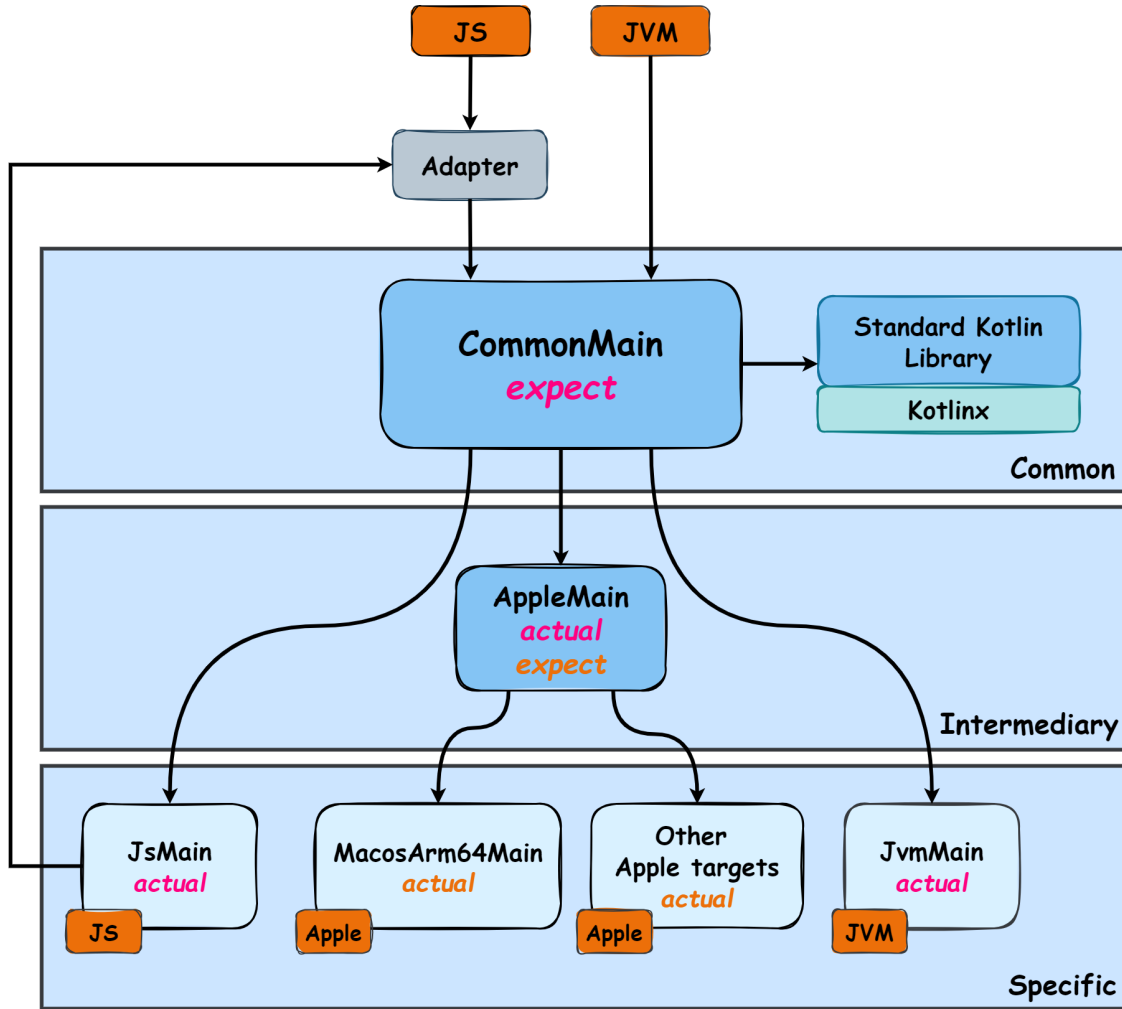 JS
JVM
Adapter
CommonMain
expect
Standard Kotlin
Library
Kotlinx
Common
AppleMain
actual
expect
Intermediary
JsMain
actual
JS
MacosArm64Main
actual
Apple
Other
Apple targets
actual
Apple
JvmMain
actual
JVM
Specific